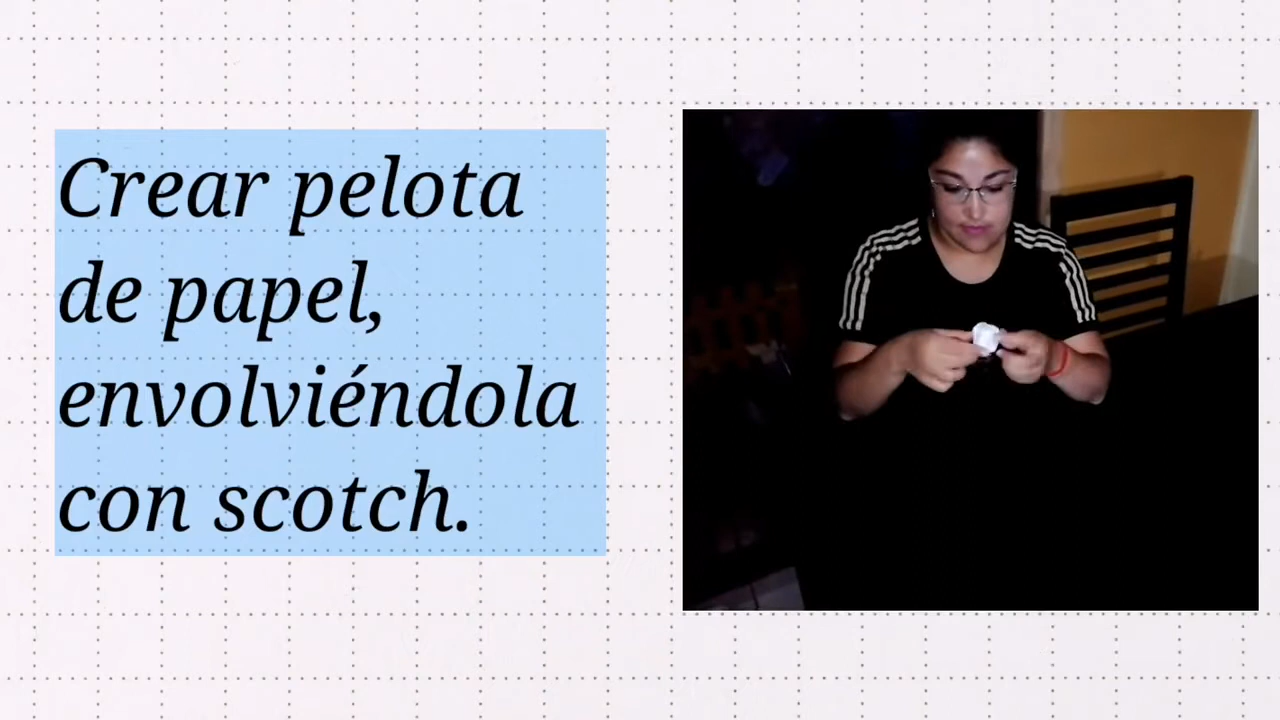 Crear pelota
de papel,
envolviéndola
con scotch.